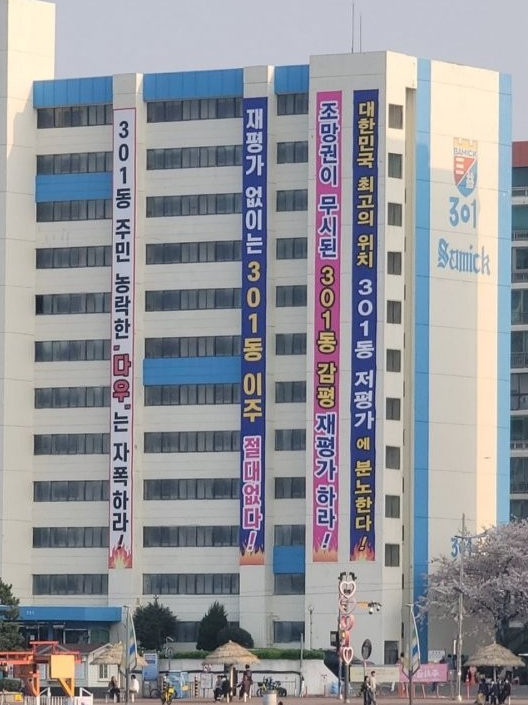 301동 주민 농락한 "다우"는 자폭하라!
재평가 없이는 301동 이주 절대없다!
조망권이 무시된 301동 감평 재평가 하라!
대한민국 최고의 위치 301동 저평가에 분노한다!
SAMICK
301
Samick